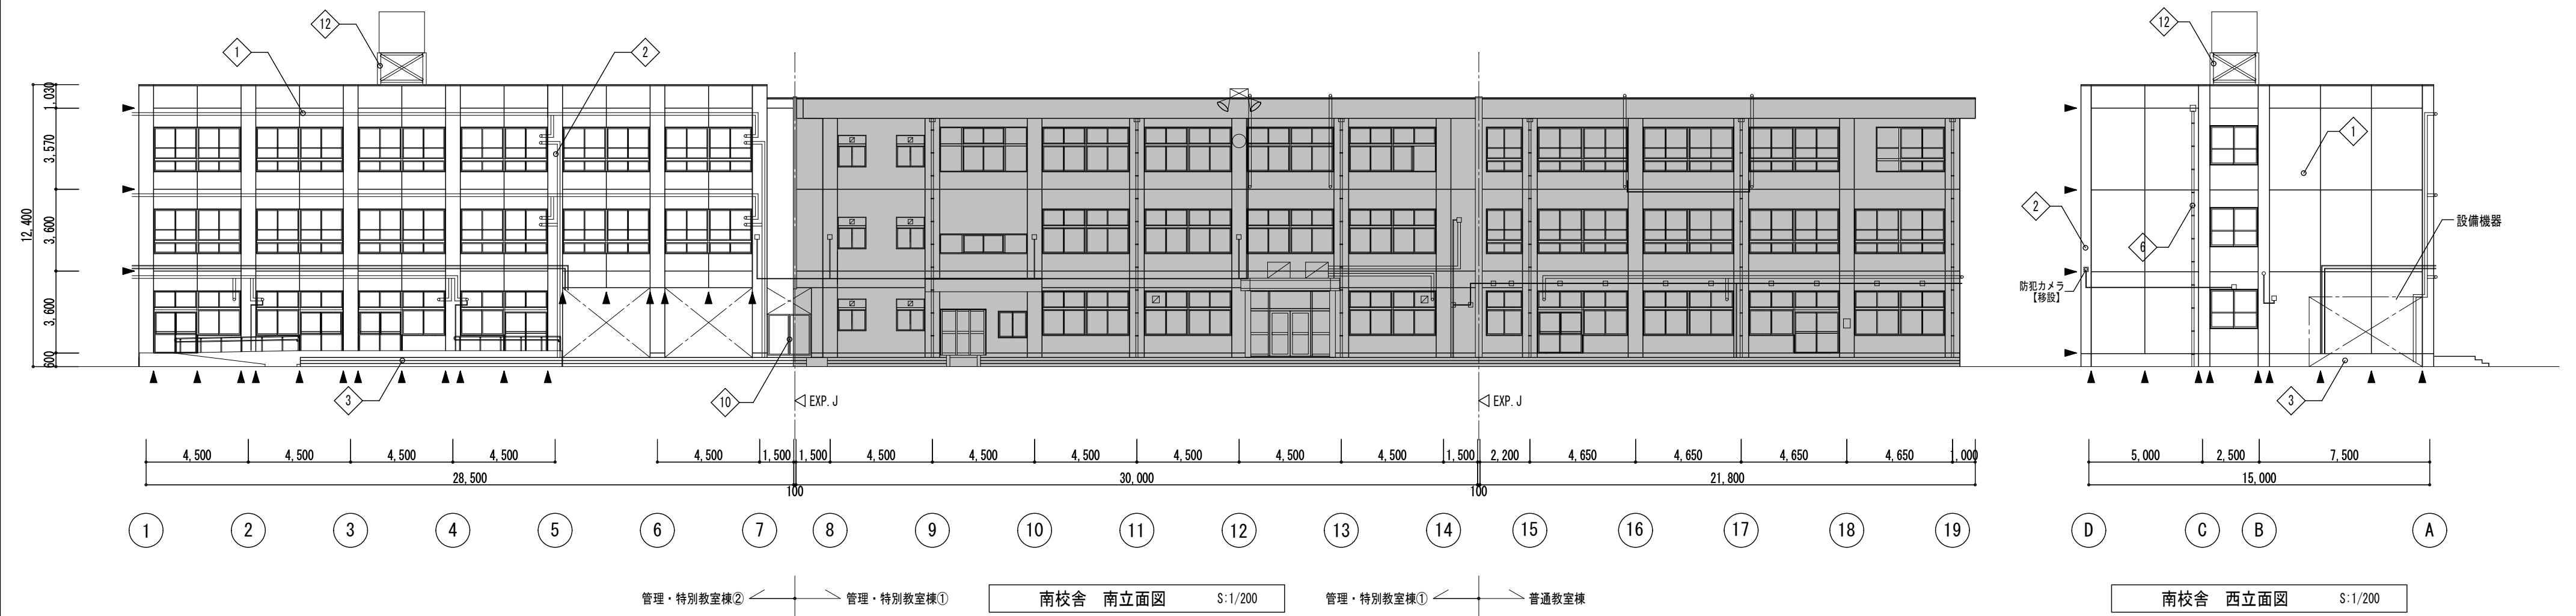 12
1
2
12
1
2
6
設備機器
防犯カメラ
【移設】
1,030
3,570
3,600
3,600
600
12,400
3
10
3
EXP.J
EXP.J
4,500 4,500 4,500 4,500 4,500 1,500 1,500 4,500 4,500 4,500 4,500 4,500 4,500 1,500 2,200 4,650 4,650 4,650 4,650 1,000
5,000 2,500 7,500
28,500 30,000 21,800
15,000
100 100
1 2 3 4 5 6 7 8 9 10 11 12 13 14 15 16 17 18 19
D C B A
管理・特別教室棟② 管理・特別教室棟①
南校舎 南立面図 S:1/200
管理・特別教室棟① 普通教室棟
南校舎 西立面図 S:1/200